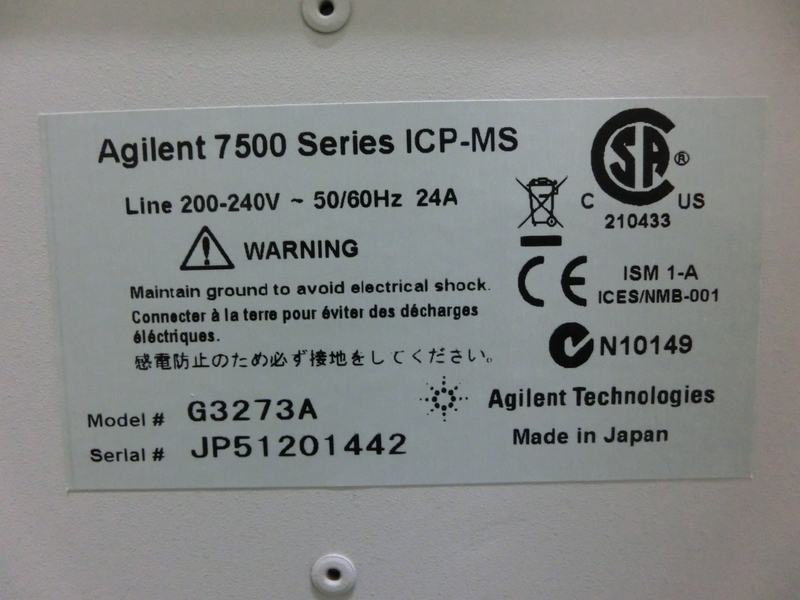 Agilent 7500 Series ICP-MS
Line 200-240V ~ 50/60Hz 24A
SA ®
C US
210433
WARNING
Maintain ground to avoid electrical shock.
Connecter à la terre pour éviter des décharges
éléctriques.
感電防止のため必ず接地をしてください。
CE
ISM 1-A
ICES/NMB-001
N10149
Model # G3273A
Serial # JP51201442
Agilent Technologies
Made in Japan